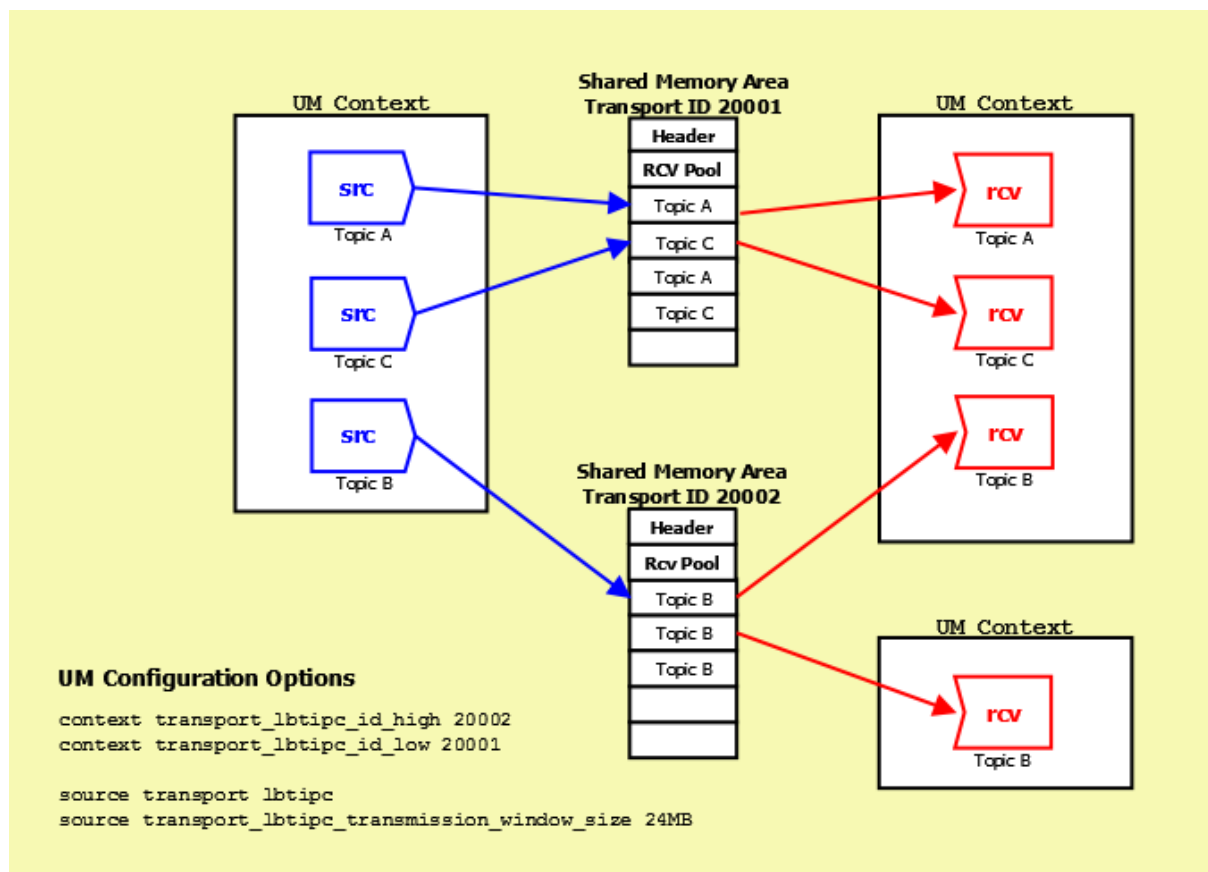 Shared Memory Area
Transport ID 20001
UM Context
UM Context
Header
RCV Pool
Topic A
Topic C
Topic A
Topic C
src
Topic A
src
Topic C
src
Topic B
rcv
Topic A
rcv
Topic C
rcv
Topic B
Shared Memory Area
Transport ID 20002
Header
Rcv Pool
Topic B
Topic B
Topic B
UM Context
rcv
Topic B
UM Configuration Options
context transport_lbtipc_id_high 20002
context transport_lbtipc_id_low 20001
source transport lbtipc
source transport_lbtipc_transmission_window_size 24MB